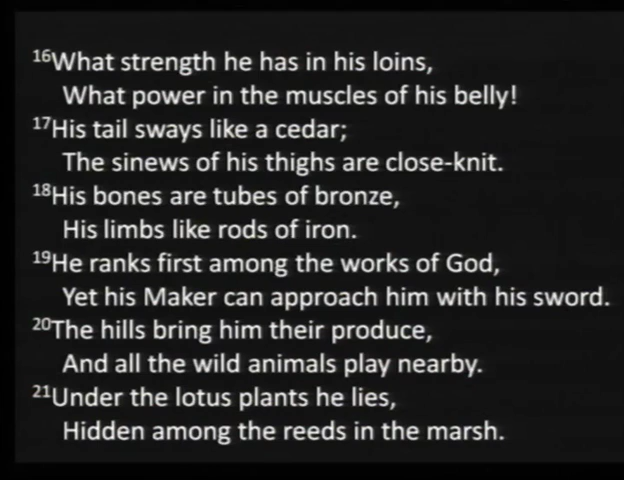 ¹⁶What strength he has in his loins,
What power in the muscles of his belly!
¹⁷His tail sways like a cedar;
The sinews of his thighs are close-knit.
¹⁸His bones are tubes of bronze,
His limbs like rods of iron.
¹⁹He ranks first among the works of God,
Yet his Maker can approach him with his sword.
²⁰The hills bring him their produce,
And all the wild animals play nearby.
²¹Under the lotus plants he lies,
Hidden among the reeds in the marsh.